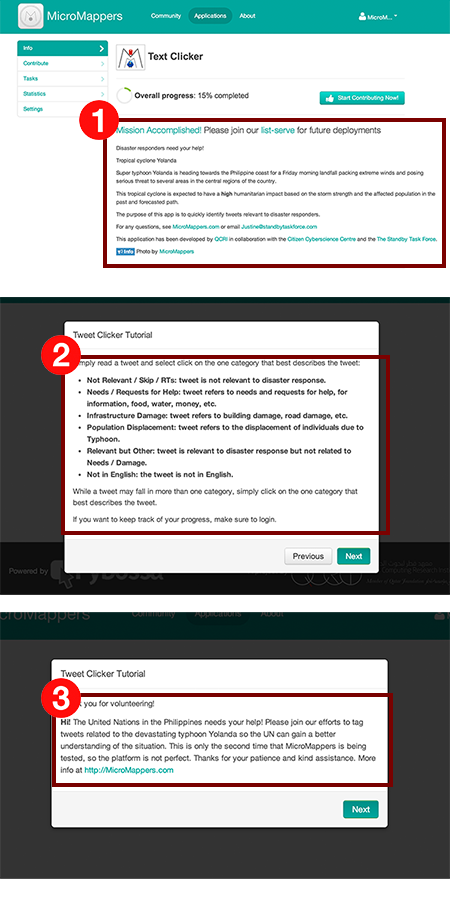 MicroMappers
Community Applications About
MicroM...
Info
Contribute
Tasks
Statistics
Settings
Text Clicker
Overall progress: 15% completed
Start Contributing Now!
1
Mission Accomplished! Please join our list-serve for future deployments
Disaster responders need your help!
Tropical cyclone Yolanda
Super typhoon Yolanda is heading towards the Philippine coast for a Friday morning landfall packing extreme winds and posing
serious threat to several areas in the central regions of the country.
This tropical cyclone is expected to have a high humanitarian impact based on the storm strength and the affected population in the
past and forecasted path.
The purpose of this app is to quickly identify tweets relevant to disaster responders.
For any questions, see MicroMappers.com or email Justine@standbytaskforce.com
This application has been developed by QCRI in collaboration with the Citizen Cyberscience Centre and the The Standby Task Force.
Photo by MicroMappers
Tweet Clicker Tutorial
2
mply read a tweet and select click on the one category that best describes the tweet:
• Not Relevant / Skip / RTs: tweet is not relevant to disaster response.
• Needs / Requests for Help: tweet refers to needs and requests for help, for
information, food, water, money, etc.
• Infrastructure Damage: tweet refers to building damage, road damage, etc.
• Population Displacement: tweet refers to the displacement of individuals due to
Typhoon.
• Relevant but Other: tweet is relevant to disaster response but not related to
Needs / Damage.
• Not in English: the tweet is not in English.
While a tweet may fall in more than one category, simply click on the one category that
best describes the tweet.
If you want to keep track of your progress, make sure to login.
Previous Next
Powered by PyBossa
croMappers
Community Applications About
Tweet Clicker Tutorial
3
you for volunteering!
Hi! The United Nations in the Philippines needs your help! Please join our efforts to tag
tweets related to the devastating typhoon Yolanda so the UN can gain a better
understanding of the situation. This is only the second time that MicroMappers is being
tested, so the platform is not perfect. Thanks for your patience and kind assistance. More
info at http://MicroMappers.com
Next